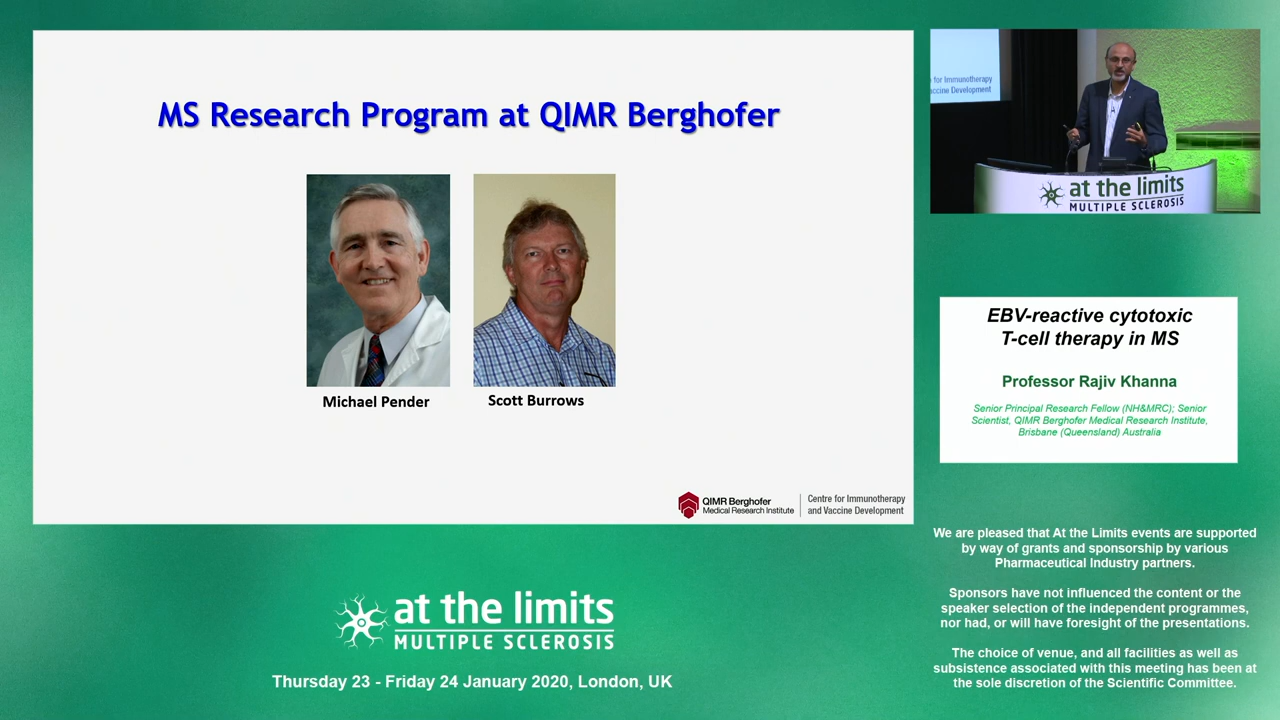 MS Research Program at QIMR Berghofer
Michael Pender
Scott Burrows
QIMR Berghofer
Medical Research Institute
Centre for Immunotherapy
and Vaccine Development
for Immunotherapy
accine Development
at the limits
MULTIPLE SCLEROSIS
EBV-reactive cytotoxic
T-cell therapy in MS
Professor Rajiv Khanna
Senior Principal Research Fellow (NH&MRC); Senior
Scientist, QIMR Berghofer Medical Research Institute,
Brisbane (Queensland) Australia
We are pleased that At the Limits events are supported
by way of grants and sponsorship by various
Pharmaceutical Industry partners.
Sponsors have not influenced the content or the
speaker selection of the independent programmes,
nor had, or will have foresight of the presentations.
The choice of venue, and all facilities as well as
subsistence associated with this meeting has been at
the sole discretion of the Scientific Committee.
at the limits
MULTIPLE SCLEROSIS
Thursday 23 - Friday 24 January 2020, London, UK